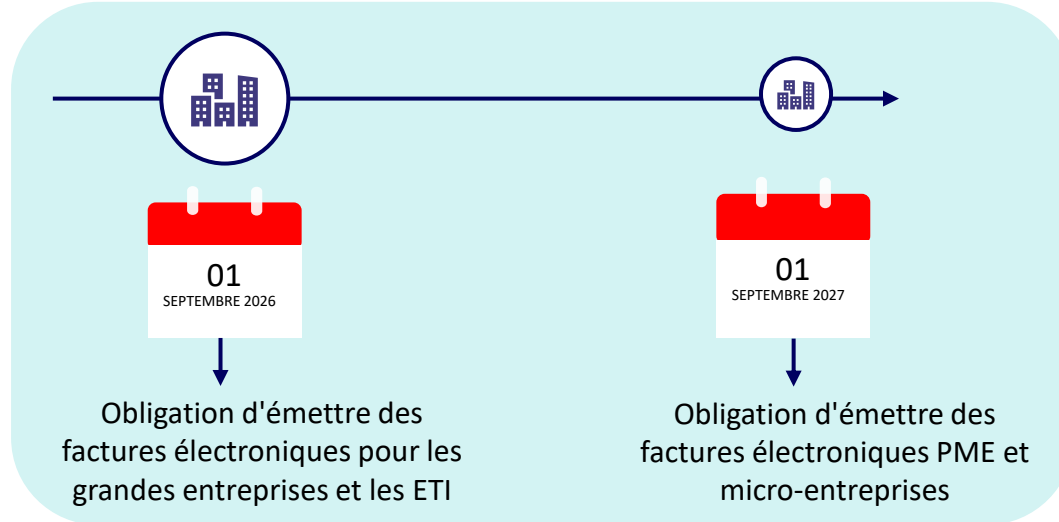 01
SEPTEMBRE 2026
01
SEPTEMBRE 2027
Obligation d'émettre des
factures électroniques pour les
grandes entreprises et les ETI
Obligation d'émettre des
factures électroniques PME et
micro-entreprises